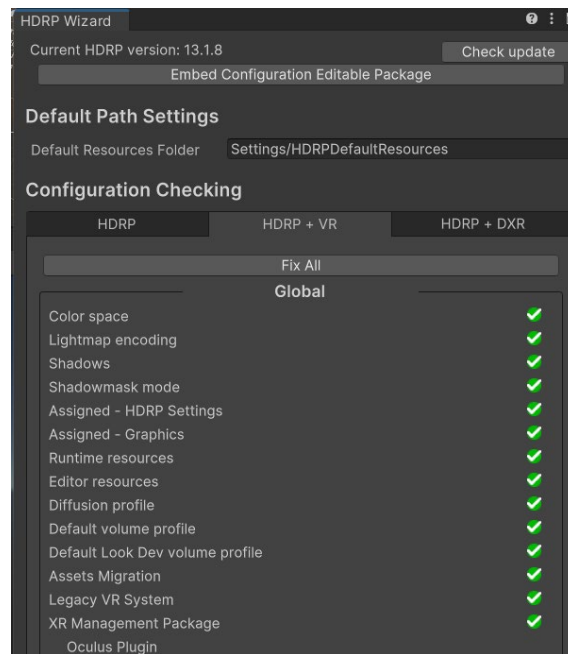 HDRP Wizard
Current HDRP version: 13.1.8
Check update
Embed Configuration Editable Package
Default Path Settings
Default Resources Folder
Settings/HDRPDefaultResources
Configuration Checking
HDRP
HDRP + VR
HDRP + DXR
Fix All
Global
Color space
Lightmap encoding
Shadows
Shadowmask mode
Assigned - HDRP Settings
Assigned - Graphics
Runtime resources
Editor resources
Diffusion profile
Default volume profile
Default Look Dev volume profile
Assets Migration
Legacy VR System
XR Management Package
Oculus Plugin